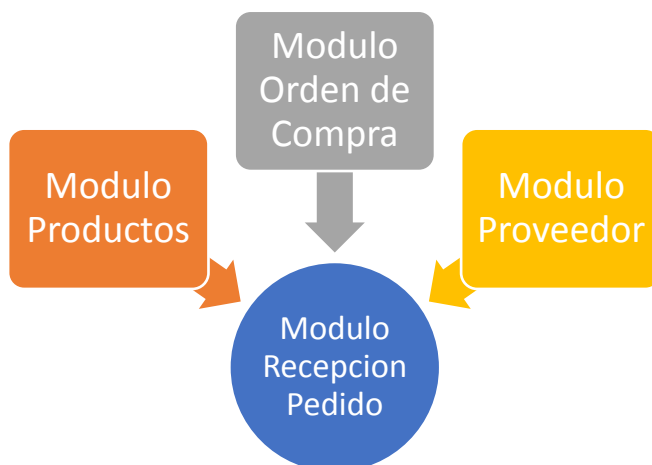 Modulo
Orden de
Compra
Modulo
Productos
Modulo
Proveedor
Modulo
Recepcion
Pedido